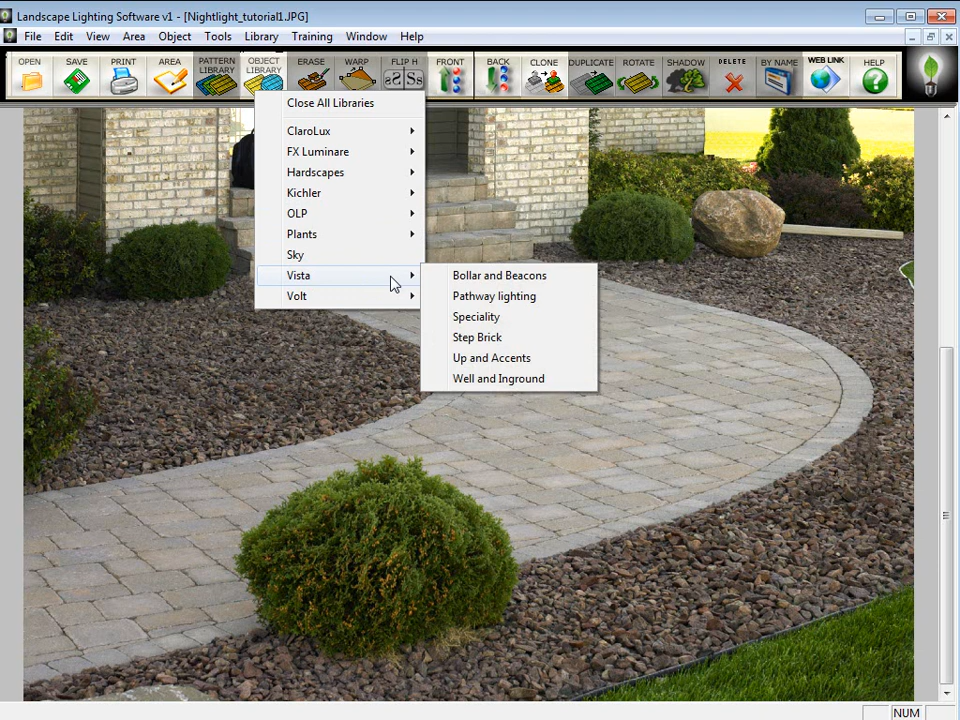 Landscape Lighting Software v1 - [Nightlight_tutorial1.JPG]
File Edit View Area Object Tools Library Training Window Help
OPEN SAVE PRINT AREA PATTERN LIBRARY OBJECT LIBRARY ERASE WARP FLIP H FRONT BACK CLONE DUPLICATE ROTATE SHADOW DELETE BY NAME WEB LINK HELP
Close All Libraries
ClaroLux
FX Luminare
Hardscapes
Kichler
OLP
Plants
Sky
Vista
Volt
Bollar and Beacons
Pathway lighting
Speciality
Step Brick
Up and Accents
Well and Inground
NUM